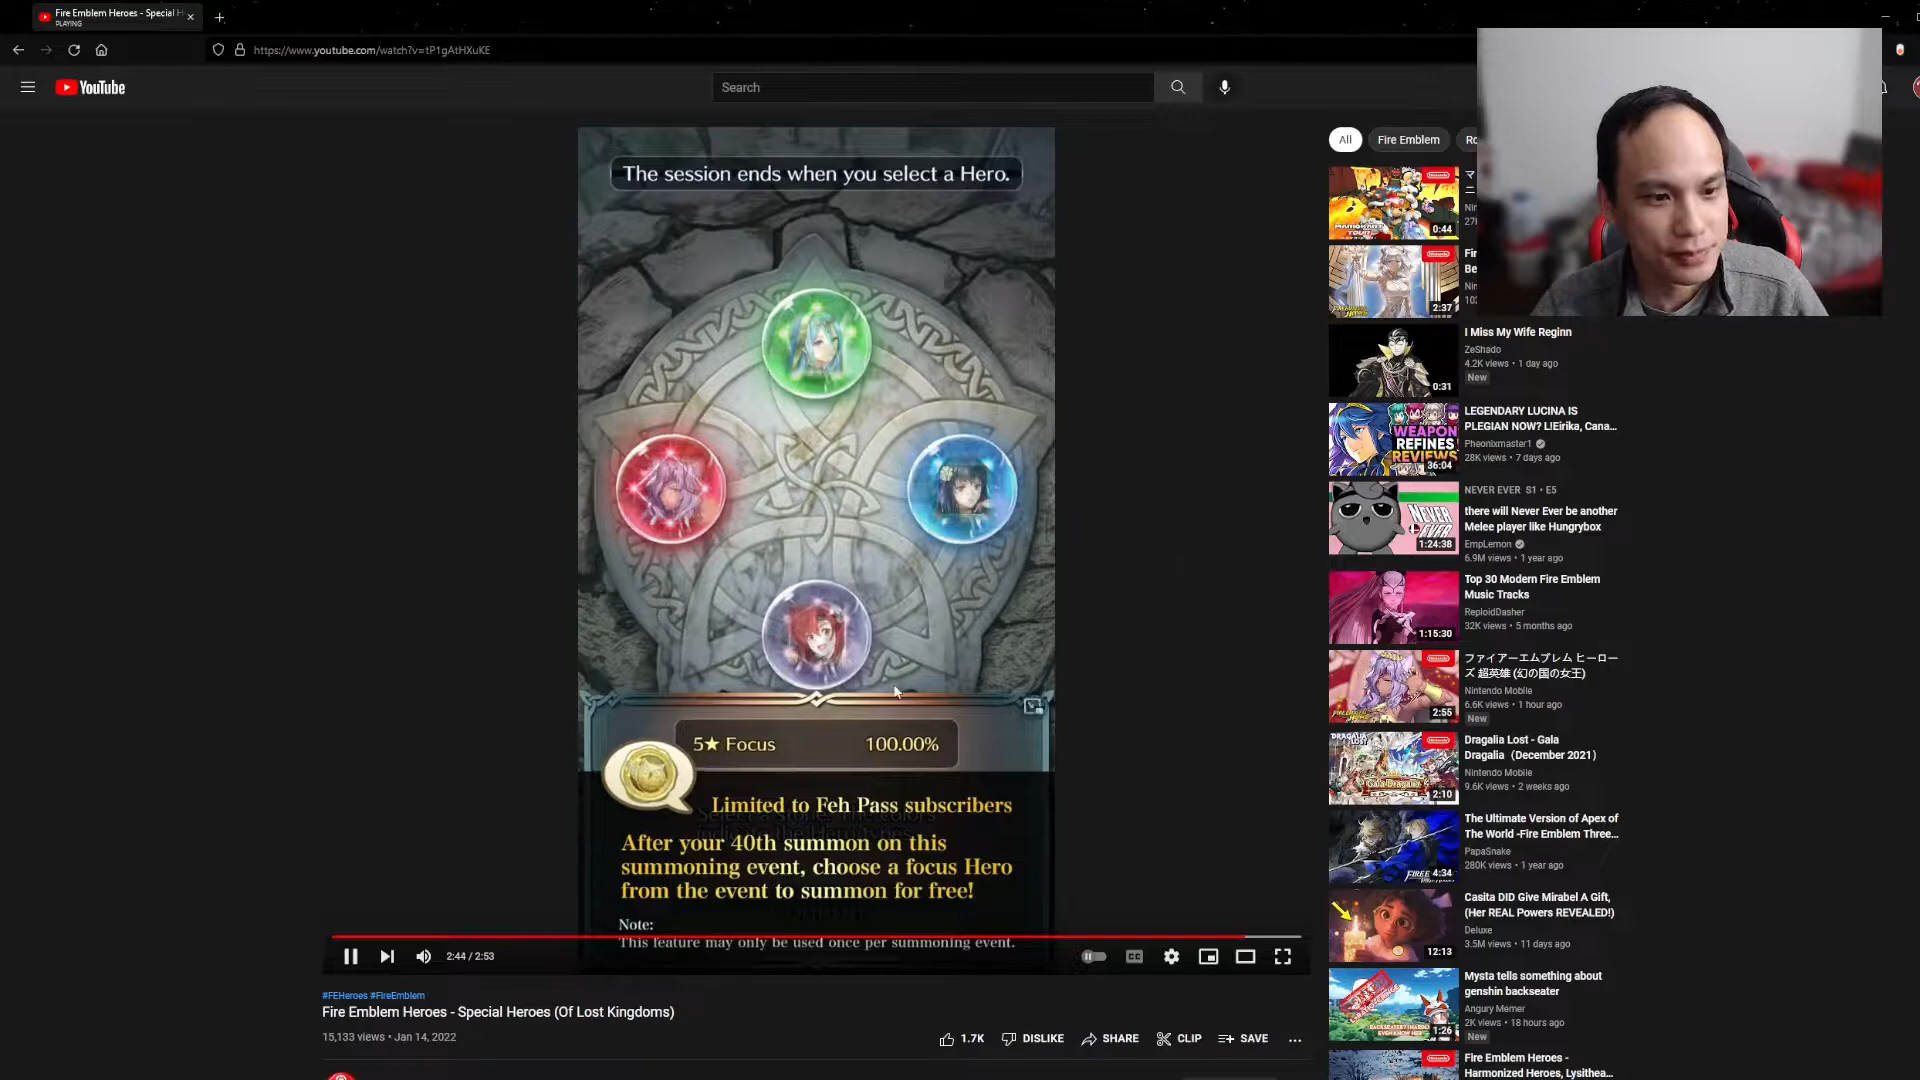 Fire Emblem Heroes - Special H
PLAYING
https://www.youtube.com/watch?v=tP1gAtHXuKE
YouTube
Search
The session ends when you select a Hero.
5★ Focus 100.00%
Limited to Feh Pass subscribers
After your 40th summon on this
summoning event, choose a focus Hero
from the event to summon for free!
Note:
This feature may only be used once per summoning event.
2:44 / 2:53
CC
#FEHeroes #FireEmblem
Fire Emblem Heroes - Special Heroes (Of Lost Kingdoms)
15,133 views • Jan 14, 2022
1.7K
DISLIKE
SHARE
CLIP
SAVE
All
Fire Emblem
0:44
2:37
I Miss My Wife Reginn
ZeShado
4.2K views • 1 day ago
New
0:31
LEGENDARY LUCINA IS
PLEGIAN NOW? L!Eirika, Cana...
Pheonixmaster1
28K views • 7 days ago
WEAPON
REFINES
REVIEWS
36:04
NEVER EVER S1 • E5
there will Never Ever be another
Melee player like Hungrybox
EmpLemon
6.9M views • 1 year ago
NEVER
EVER
1:24:38
Top 30 Modern Fire Emblem
Music Tracks
ReploidDasher
32K views • 5 months ago
1:15:30
ファイアーエムブレム ヒーロー
ズ 超英雄 (幻の国の女王)
Nintendo Mobile
6.6K views • 1 hour ago
New
2:55
Dragalia Lost - Gala
Dragalia（December 2021）
Nintendo Mobile
9.6K views • 2 weeks ago
2:10
The Ultimate Version of Apex of
The World -Fire Emblem Three...
PapaSnake
280K views • 1 year ago
4:34
Casita DID Give Mirabel A Gift,
(Her REAL Powers REVEALED!)
Deluxe
3.5M views • 11 days ago
12:13
Mysta tells something about
genshin backseater
Angury Memer
2K views • 18 hours ago
New
1:26
Fire Emblem Heroes -
Harmonized Heroes, Lysithea...